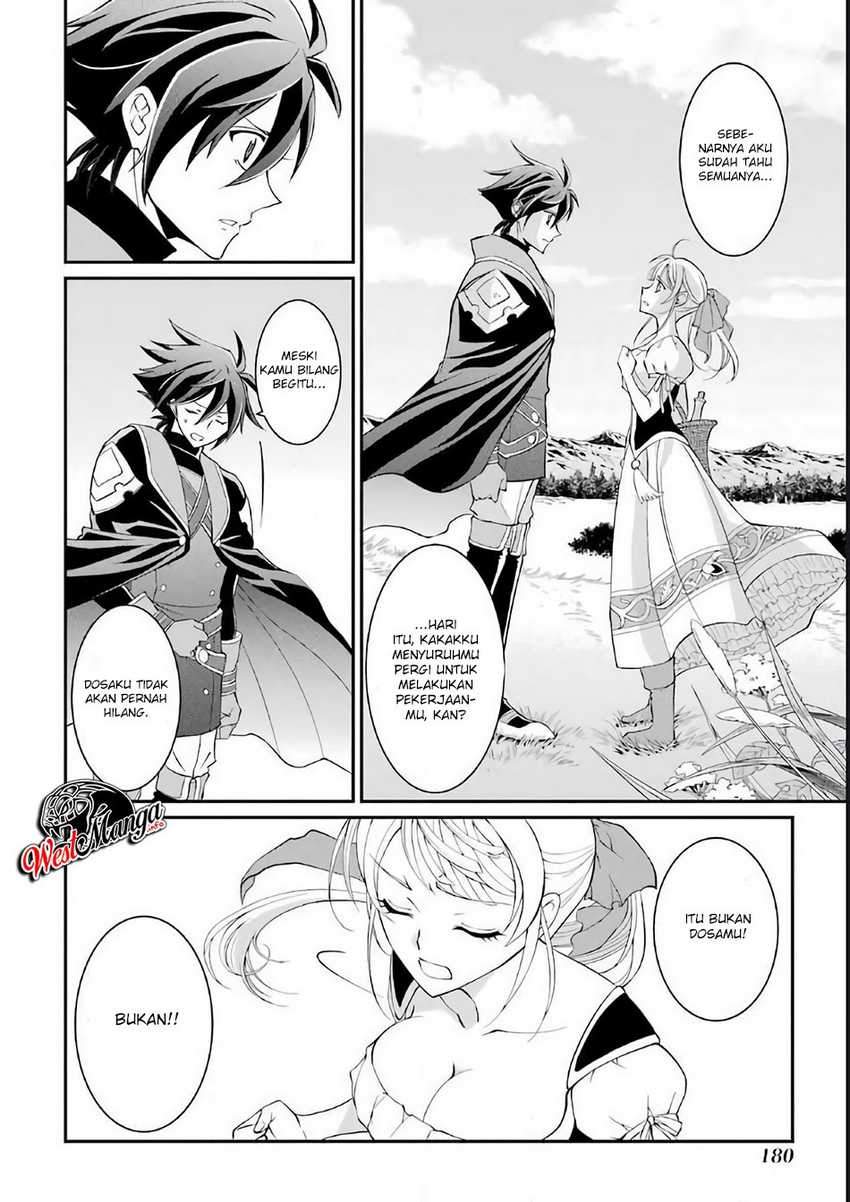 SEBE-
NARNYA AKU
SUDAH TAHU
SEMUANYA...
...HARI
ITU, KAKAKKU
MENYURUHMU
PERGI UNTUK
MELAKUKAN
PEKERJAAN-
MU, KAN?
MESKI
KAMU BILANG
BEGITU...
DOSAKU TIDAK
AKAN PERNAH
HILANG.
WestManga
.info
ITU BUKAN
DOSAMU!
BUKAN!!
180